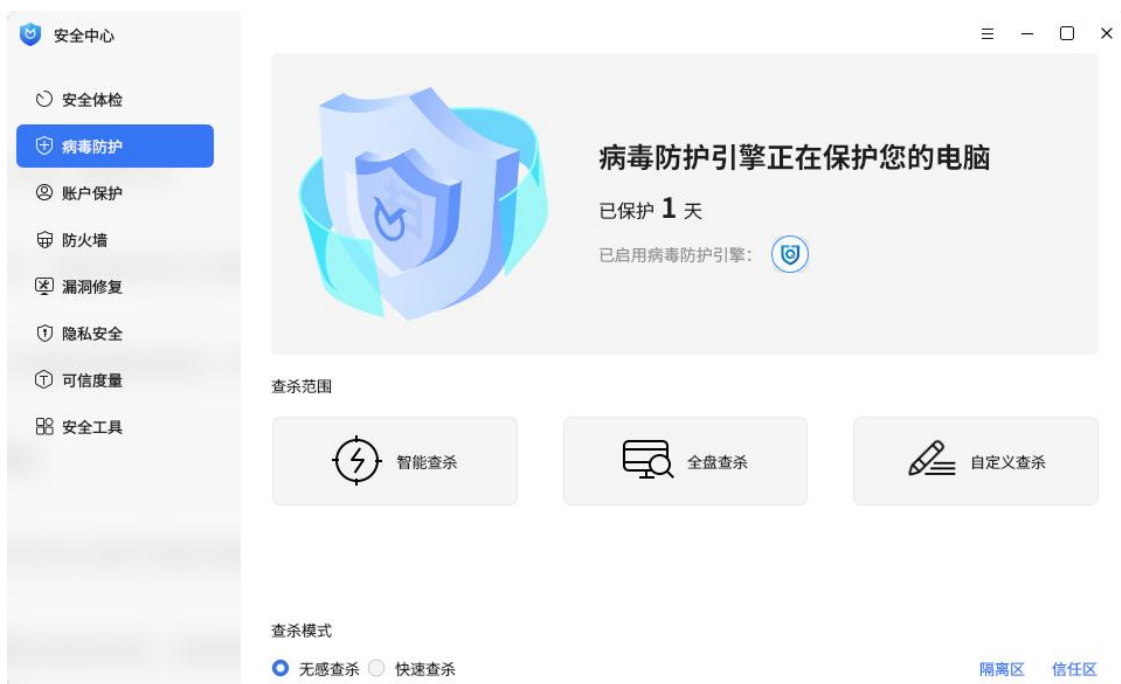 安全中心
安全体检
病毒防护
账户保护
防火墙
漏洞修复
隐私安全
可信度量
安全工具
病毒防护引擎正在保护您的电脑
已保护 1 天
已启用病毒防护引擎：
查杀范围
智能查杀
全盘查杀
自定义查杀
查杀模式
无感查杀 快速查杀
隔离区 信任区